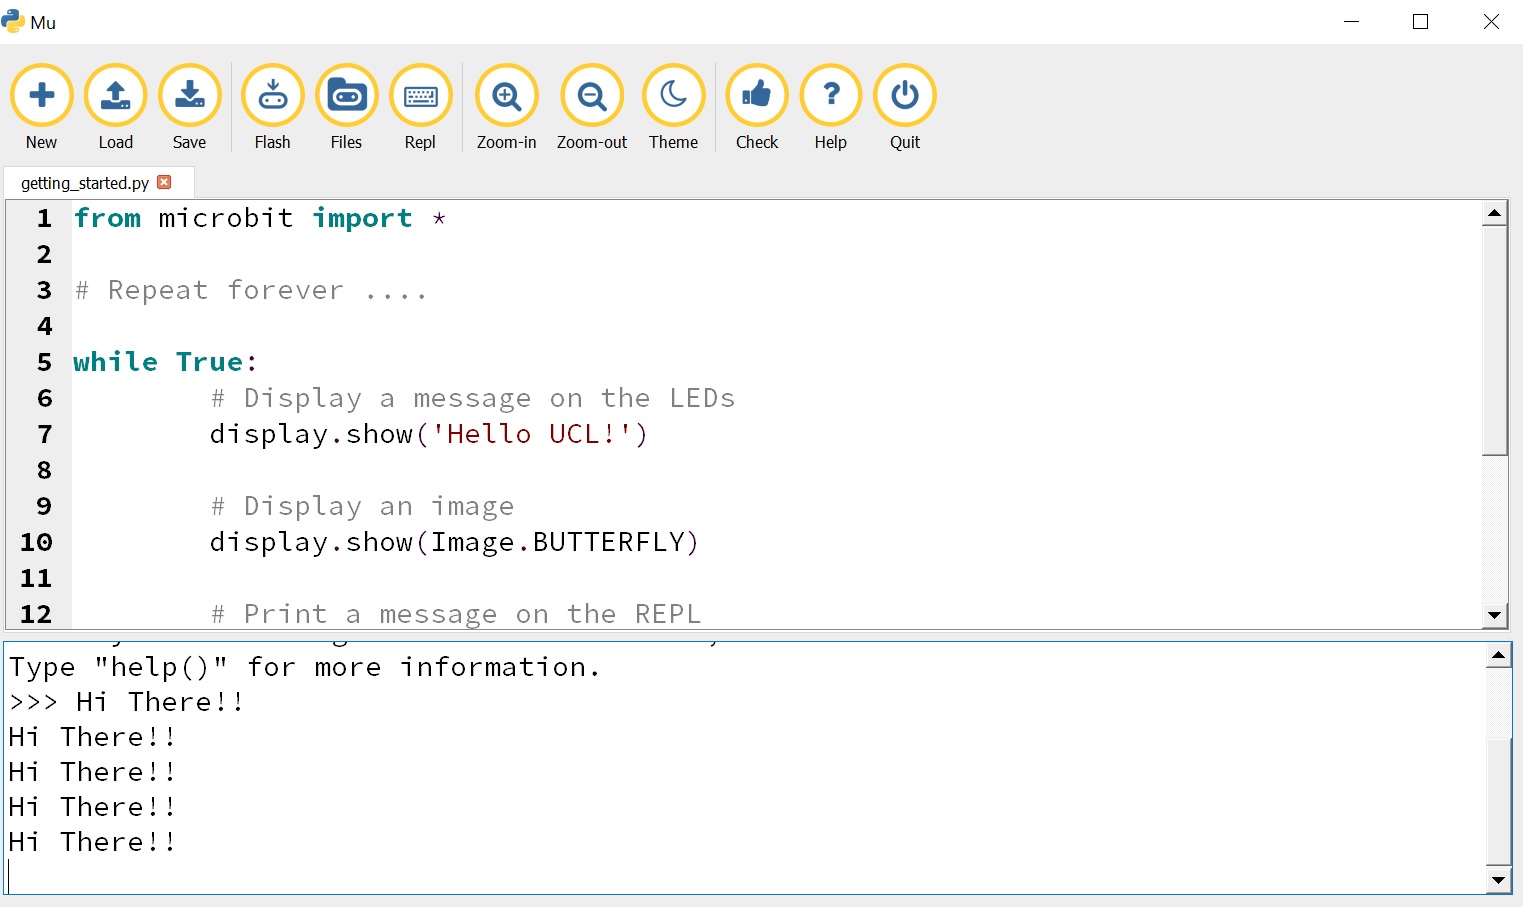 Mu
New Load Save Flash Files Repl Zoom-in Zoom-out Theme Check Help Quit
getting_started.py
1 from microbit import *
2
3 # Repeat forever ....
4
5 while True:
6 # Display a message on the LEDs
7 display.show('Hello UCL!')
8
9 # Display an image
10 display.show(Image.BUTTERFLY)
11
12 # Print a message on the REPL
Type "help()" for more information.
>>> Hi There!!
Hi There!!
Hi There!!
Hi There!!
Hi There!!